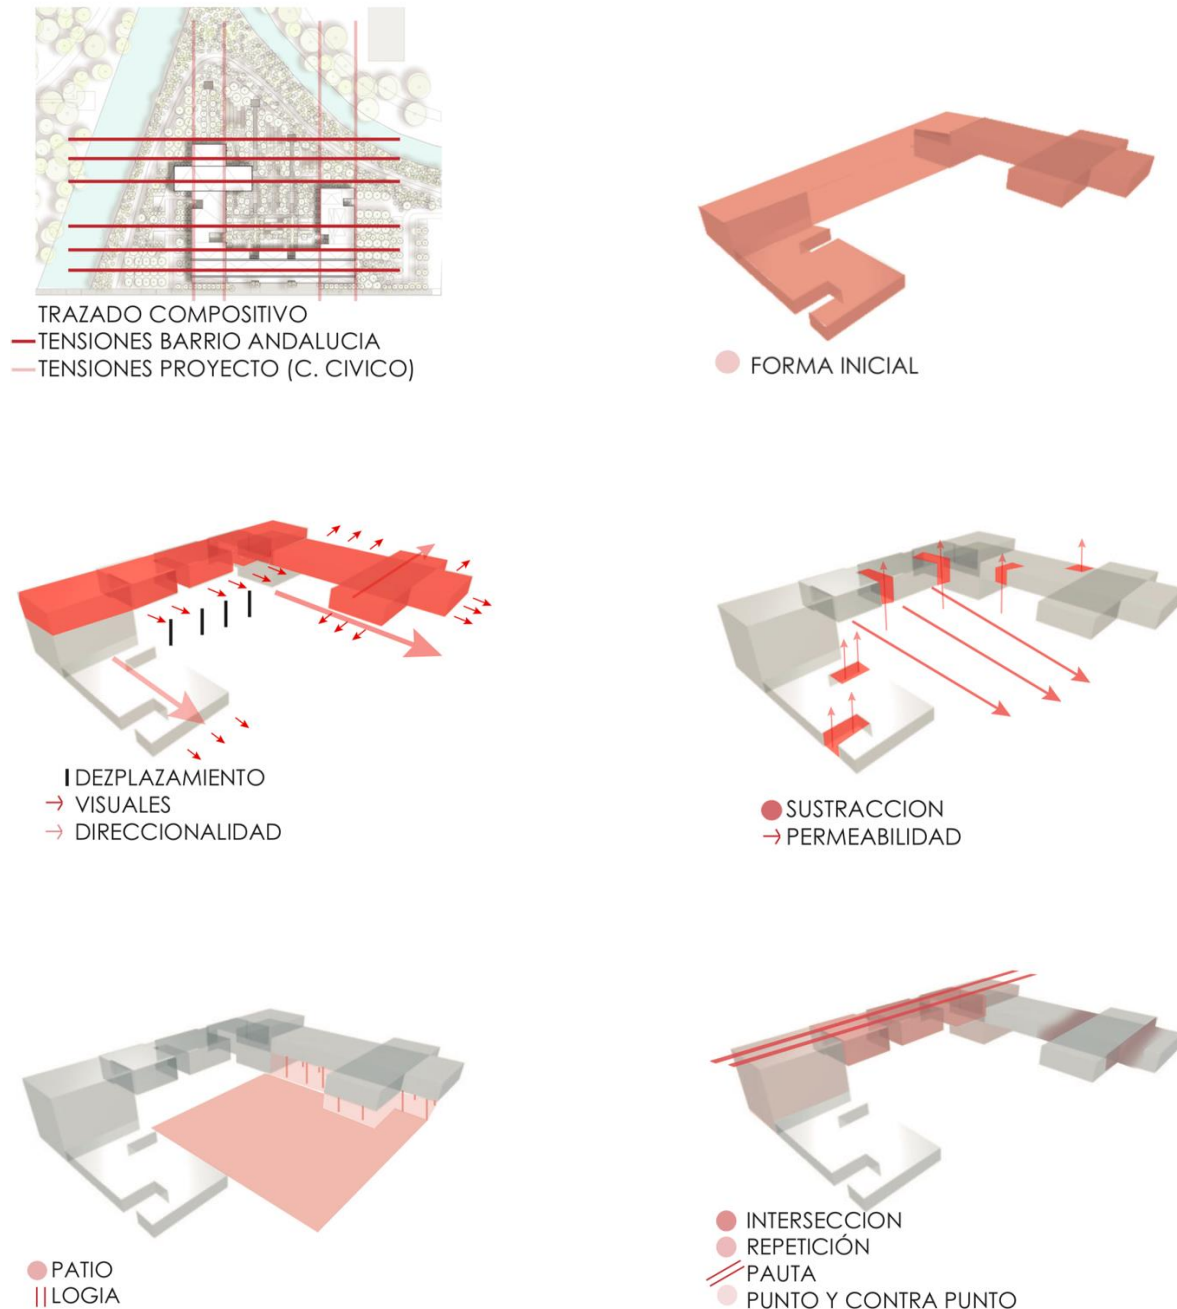 TRAZADO COMPOSITIVO
TENSIONES BARRIO ANDALUCIA
TENSIONES PROYECTO (C. CIVICO)
FORMA INICIAL
DEZPLAZAMIENTO
VISUALES
DIRECCIONALIDAD
SUSTRACCION
PERMEABILIDAD
PATIO
LOGIA
INTERSECCION
REPETICIÓN
PAUTA
PUNTO Y CONTRA PUNTO